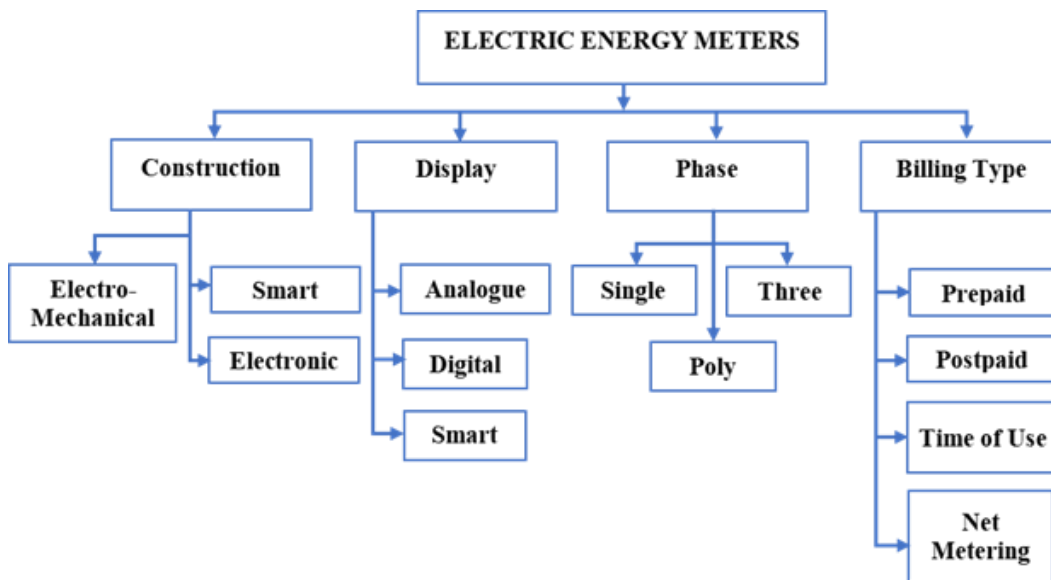 ELECTRIC ENERGY METERS
Construction
Display
Phase
Billing Type
Electro-
Mechanical
Smart
Electronic
Analogue
Digital
Smart
Single
Three
Poly
Prepaid
Postpaid
Time of Use
Net
Metering